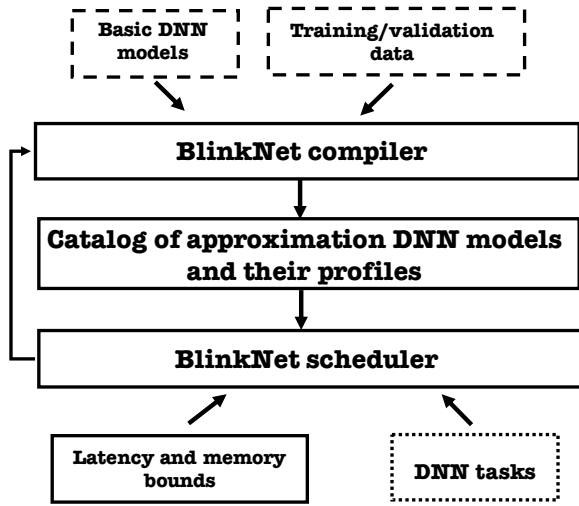 Basic DNN
models
Training/validation
data
BlinkNet compiler
Catalog of approximation DNN models
and their profiles
BlinkNet scheduler
Latency and memory
bounds
DNN tasks